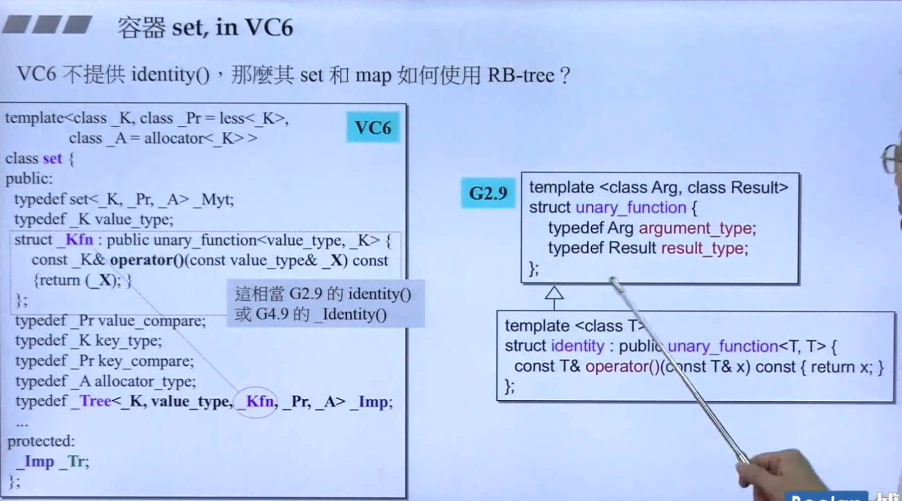 容器 set, in VC6
VC6 不提供 identity()，那麼其 set 和 map 如何使用 RB-tree？
template<class _K, class _Pr = less<_K>,
class _A = allocator<_K> >
class set {
public:
typedef set<_K, _Pr, _A> _Myt;
typedef _K value_type;
struct _Kfn : public unary_function<value_type, _K> {
const _K& operator()(const value_type& _X) const
{return (_X); }
};
typedef _Pr value_compare;
typedef _K key_type;
typedef _Pr key_compare;
typedef _A allocator_type;
typedef _Tree<_K, value_type, _Kfn, _Pr, _A> _Imp;
...
protected:
_Imp _Tr;
};
VC6
這相當 G2.9 的 identity()
或 G4.9 的 _Identity()
G2.9
template <class Arg, class Result>
struct unary_function {
typedef Arg argument_type;
typedef Result result_type;
};
template <class T>
struct identity : public unary_function<T, T> {
const T& operator()(const T& x) const { return x; }
};